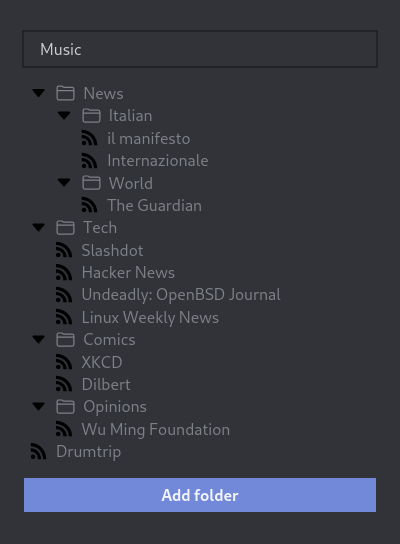 Music
News
Italian
il manifesto
Internazionale
World
The Guardian
Tech
Slashdot
Hacker News
Undeadly: OpenBSD Journal
Linux Weekly News
Comics
XKCD
Dilbert
Opinions
Wu Ming Foundation
Drumtrip
Add folder